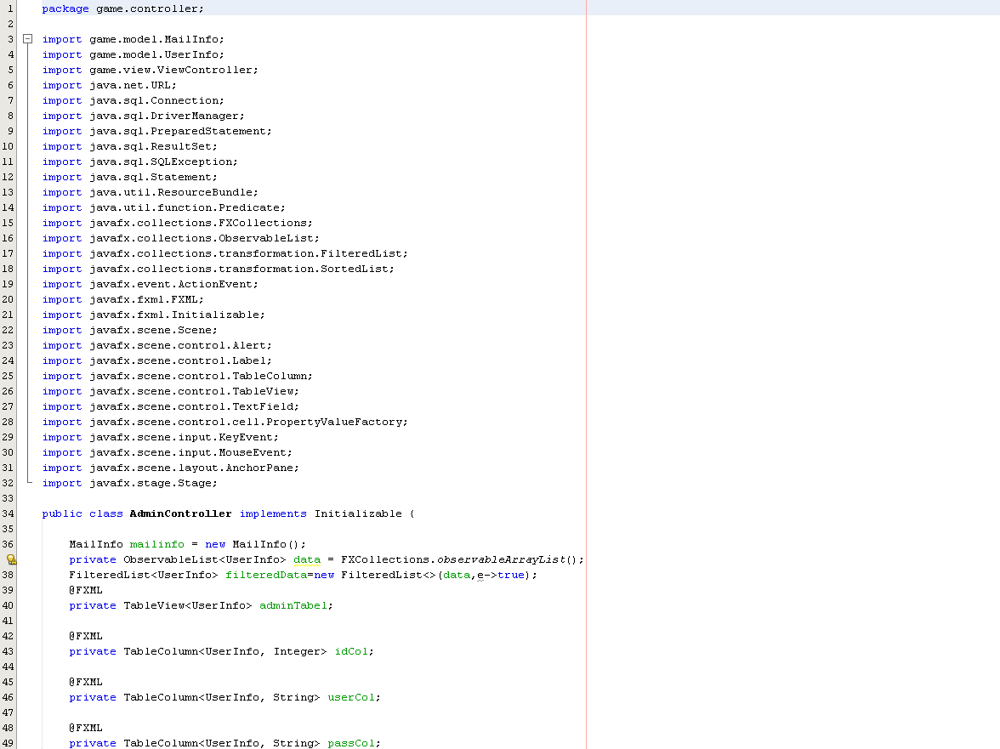 1 package game.controller;
2
3 import game.model.MailInfo;
4 import game.model.UserInfo;
5 import game.view.ViewController;
6 import java.net.URL;
7 import java.sql.Connection;
8 import java.sql.DriverManager;
9 import java.sql.PreparedStatement;
10 import java.sql.ResultSet;
11 import java.sql.SQLException;
12 import java.sql.Statement;
13 import java.util.ResourceBundle;
14 import java.util.function.Predicate;
15 import javafx.collections.FXCollections;
16 import javafx.collections.ObservableList;
17 import javafx.collections.transformation.FilteredList;
18 import javafx.collections.transformation.SortedList;
19 import javafx.event.ActionEvent;
20 import javafx.fxml.FXML;
21 import javafx.fxml.Initializable;
22 import javafx.scene.Scene;
23 import javafx.scene.control.Alert;
24 import javafx.scene.control.Label;
25 import javafx.scene.control.TableColumn;
26 import javafx.scene.control.TableView;
27 import javafx.scene.control.TextField;
28 import javafx.scene.control.cell.PropertyValueFactory;
29 import javafx.scene.input.KeyEvent;
30 import javafx.scene.input.MouseEvent;
31 import javafx.scene.layout.AnchorPane;
32 import javafx.stage.Stage;
33
34 public class AdminController implements Initializable {
35
36 MailInfo mailinfo = new MailInfo();
private ObservableList<UserInfo> data = FXCollections.observableArrayList();
38 FilteredList<UserInfo> filteredData=new FilteredList<>(data,e->true);
39 @FXML
40 private TableView<UserInfo> adminTabel;
41
42 @FXML
43 private TableColumn<UserInfo, Integer> idCol;
44
45 @FXML
46 private TableColumn<UserInfo, String> userCol;
47
48 @FXML
49 private TableColumn<UserInfo, String> passCol;